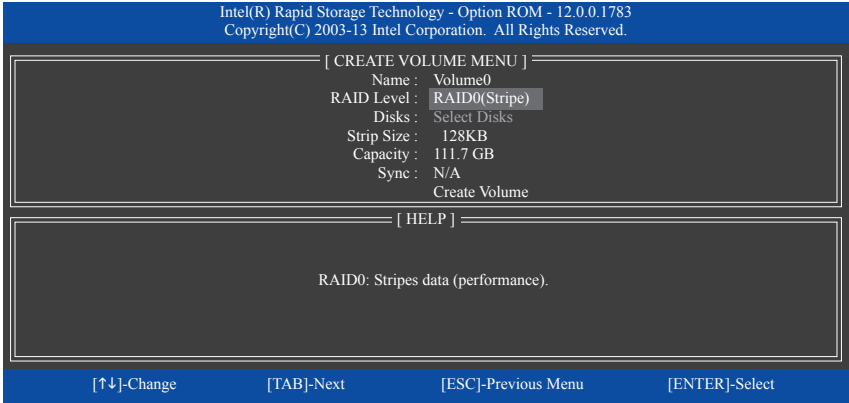 Intel(R) Rapid Storage Technology - Option ROM - 12.0.0.1783
Copyright(C) 2003-13 Intel Corporation. All Rights Reserved.
[ CREATE VOLUME MENU ]
Name : Volume0
RAID Level : RAID0(Stripe)
Disks : Select Disks
Strip Size : 128KB
Capacity : 111.7 GB
Sync : N/A
Create Volume
[ HELP ]
RAID0: Stripes data (performance).
[↑↓]-Change [TAB]-Next [ESC]-Previous Menu [ENTER]-Select